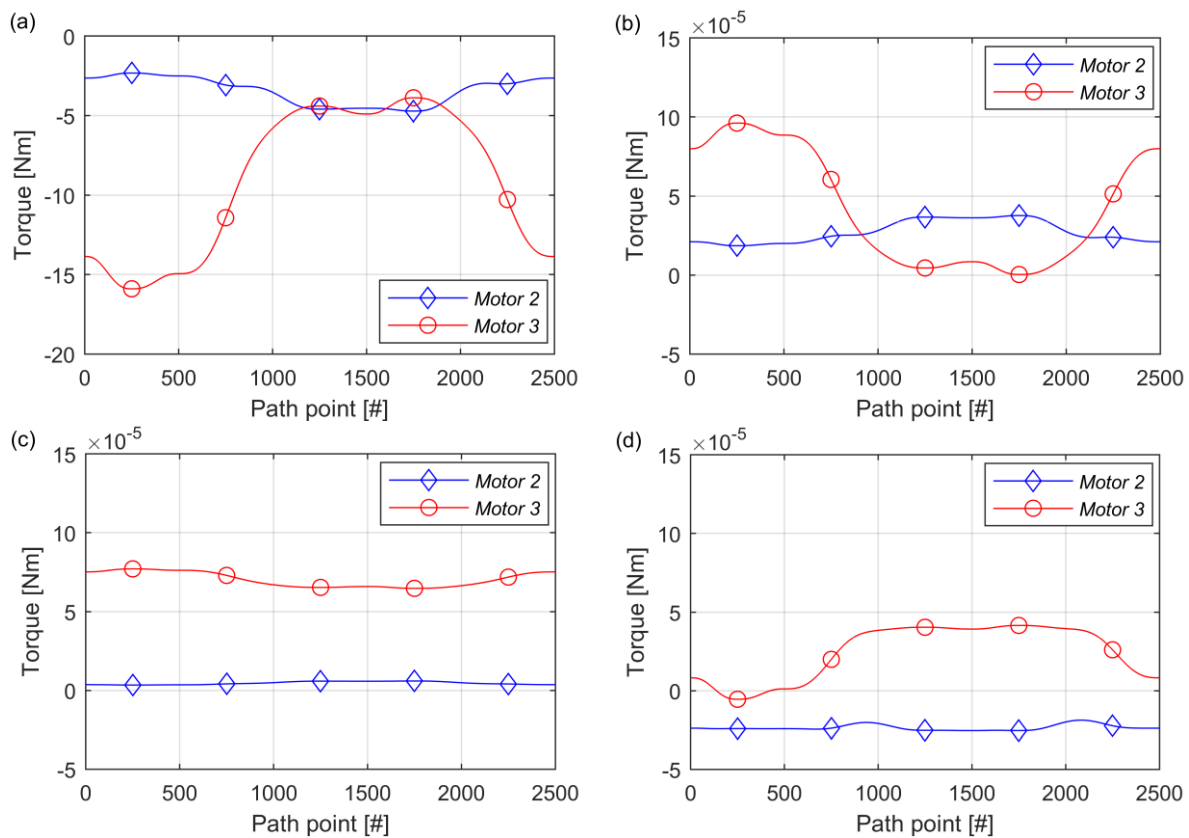 (a)
0
-5
-10
-15
-20
Torque [Nm]
Motor 2
Motor 3
0 500 1000 1500 2000 2500
Path point [#]
(b)
×10-5
15
10
5
0
-5
Torque [Nm]
Motor 2
Motor 3
0 500 1000 1500 2000 2500
Path point [#]
(c)
×10-5
15
10
5
0
-5
Torque [Nm]
Motor 2
Motor 3
0 500 1000 1500 2000 2500
Path point [#]
(d)
×10-5
15
10
5
0
-5
Torque [Nm]
Motor 2
Motor 3
0 500 1000 1500 2000 2500
Path point [#]